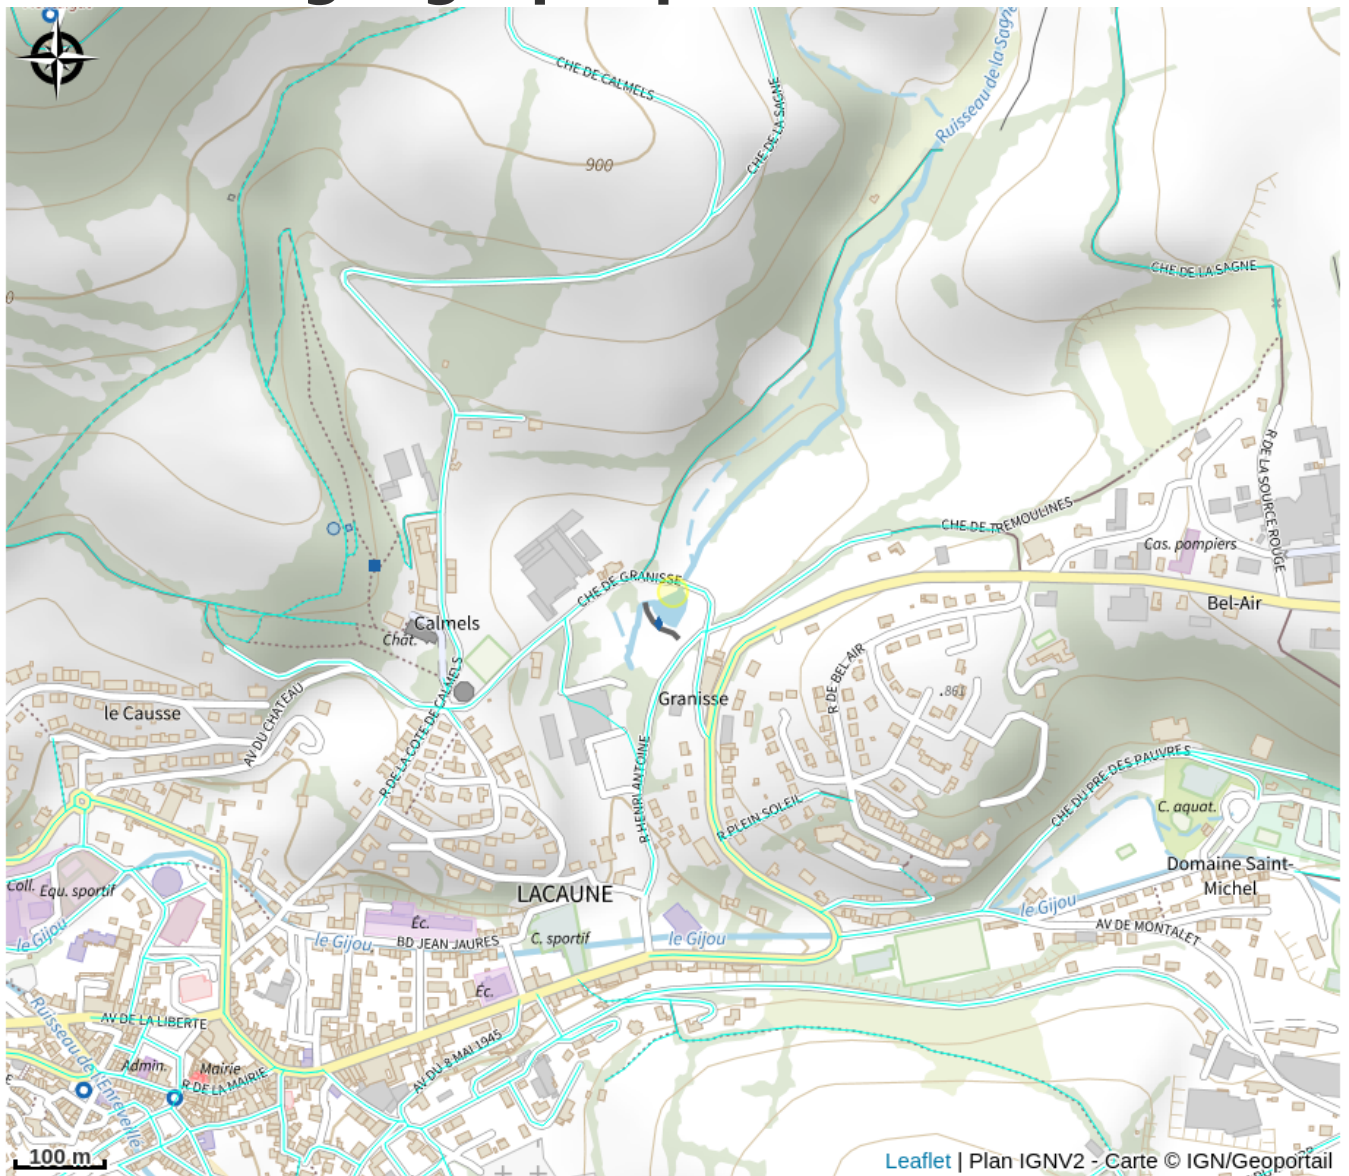 CHE DE CALMELS
CHE DE LA SAGNE
Ruisseau de la Sagne
900
CHE DE LA SAGNE
R DE LA SOURCE ROUGE
CHE DE TREMOULINES
Cas. pompiers
CHE DE GRANISSE
Bel-Air
Calmels
Chât.
R DE BEL AIR
.861
Granisse
le Causse
AV DU CHATEAU
R DE LA COTE DE CALMELS
R HENRI ANTOINE
R PLEIN SOLEIL
CHE DU PRE DES PAUVRES
C. aquat.
Domaine Saint-
Michel
LACAUNE
Coll.
Equ. sportif
le Gijou
Éc.
le Gijou
BD JEAN JAURES
C. sportif
le Gijou
le Gijou
AV DE MONTALET
Éc.
Ruisseau de l'Enreveille
AV DE LA LIBERTE
AV DU 8 MAI 1945
Admin.
Mairie
R DE LA MAIRIE
100 m
Leaflet | Plan IGNV2 - Carte © IGN/Geoportail